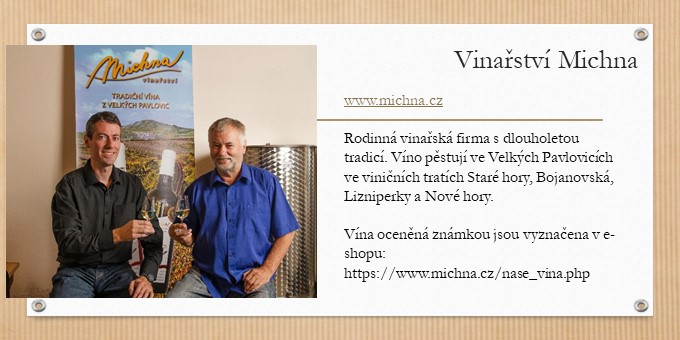 Vinařství Michna
Michna
vinařství
TRADIČNÍ VÍNA
Z VELKÝCH PAVLOVIC
www.michna.cz
Rodinná vinařská firma s dlouholetou
tradicí. Víno pěstují ve Velkých Pavlovicích
ve viničních tratích Staré hory, Bojanovská,
Lizniperky a Nové hory.
Vína oceněná známkou jsou vyznačena v e-
shopu:
https://www.michna.cz/nase_vina.php